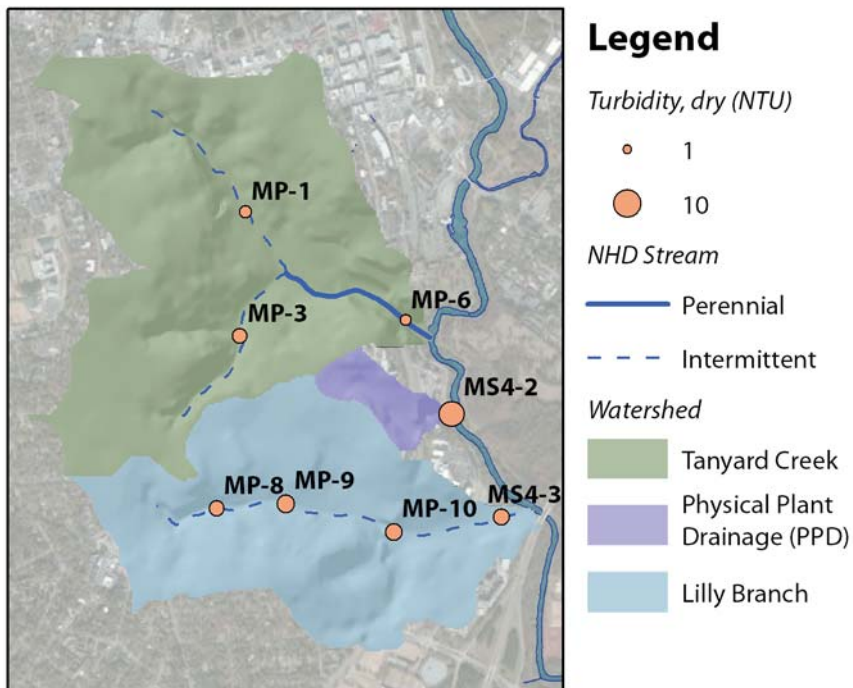 Legend
Turbidity, dry (NTU)
1
10
NHD Stream
Perennial
Intermittent
Watershed
Tanyard Creek
Physical Plant
Drainage (PPD)
Lilly Branch
MP-1
MP-6
MP-3
MS4-2
MP-8
MP-9
MP-10
MS4-3